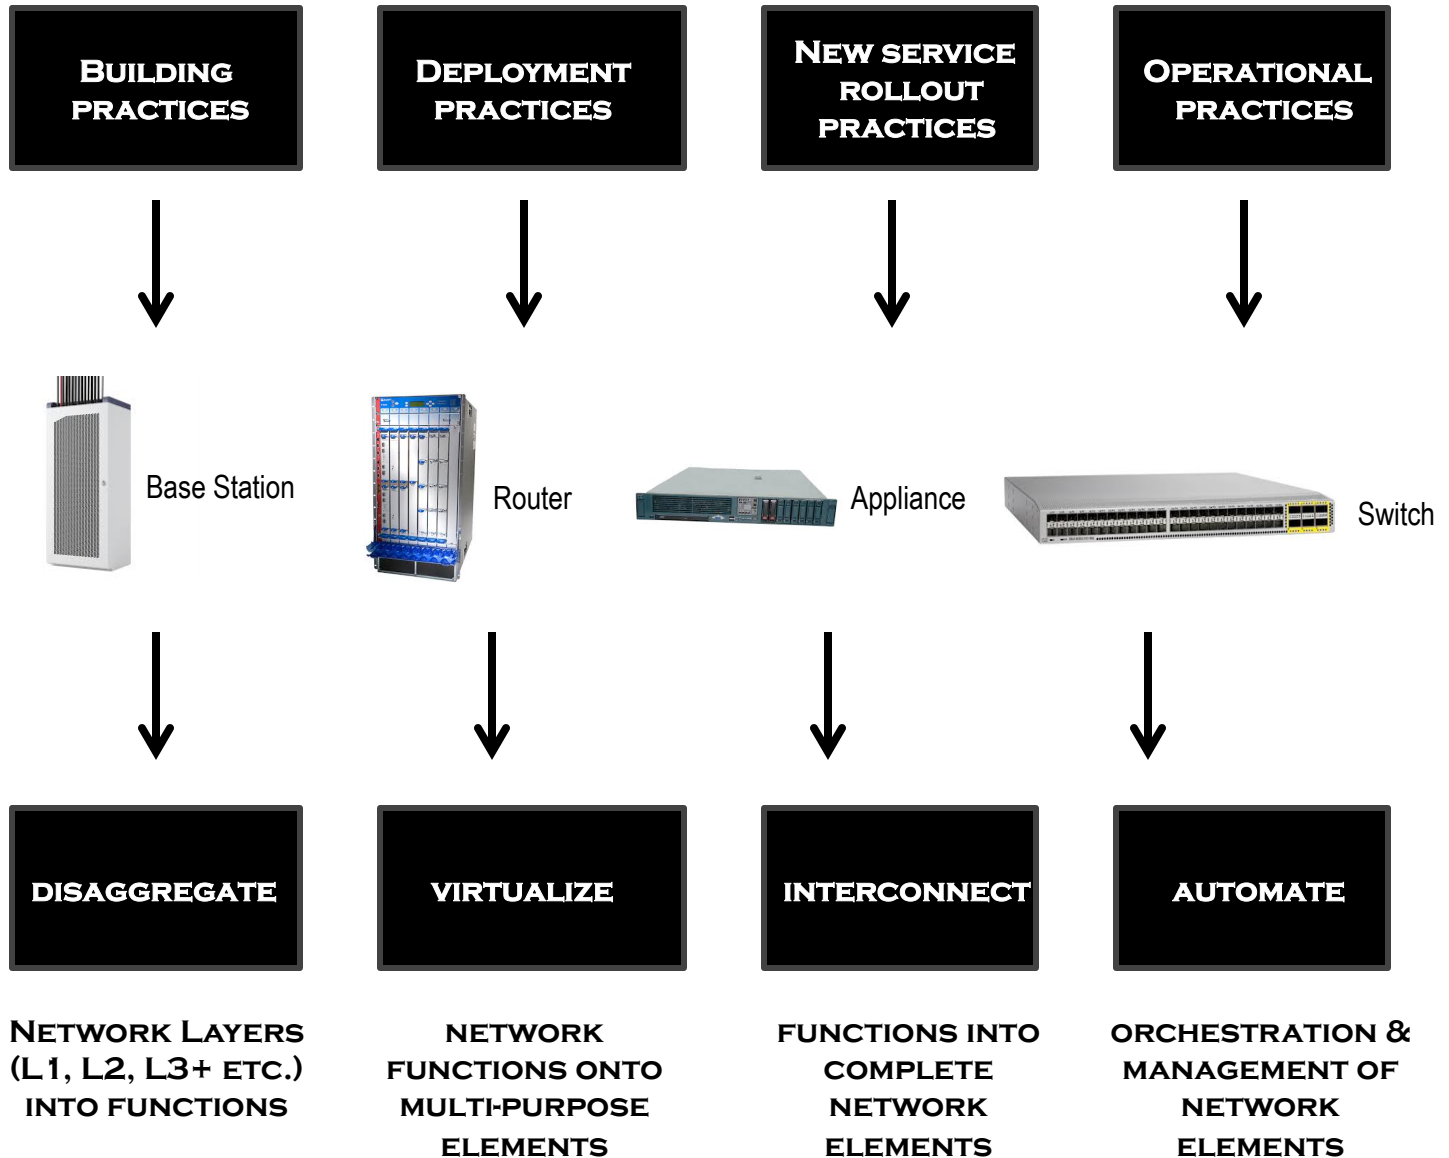 Building
practices
Deployment
practices
New service
rollout
practices
Operational
practices
Base Station
Router
Appliance
Switch
disaggregate
virtualize
interconnect
automate
Network Layers
(L1, L2, L3+ etc.)
into functions
network
functions onto
multi-purpose
elements
functions into
complete
network
elements
orchestration &
management of
network
elements